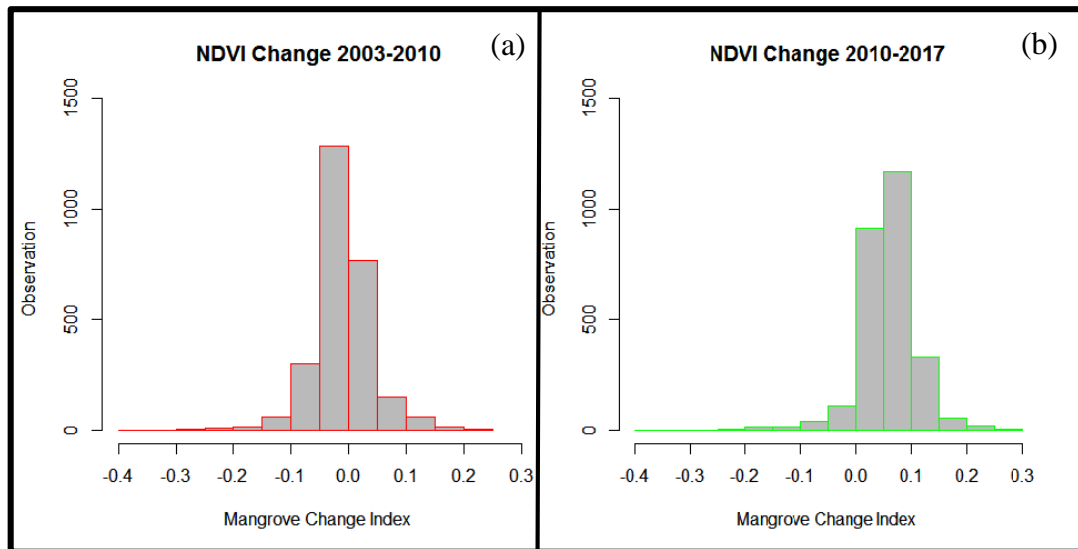 (a)
NDVI Change 2003-2010
1500
1000
500
0
Observation
-0.4 -0.3 -0.2 -0.1 0.0 0.1 0.2 0.3
Mangrove Change Index
(b)
NDVI Change 2010-2017
1500
1000
500
0
Observation
-0.4 -0.3 -0.2 -0.1 0.0 0.1 0.2 0.3
Mangrove Change Index